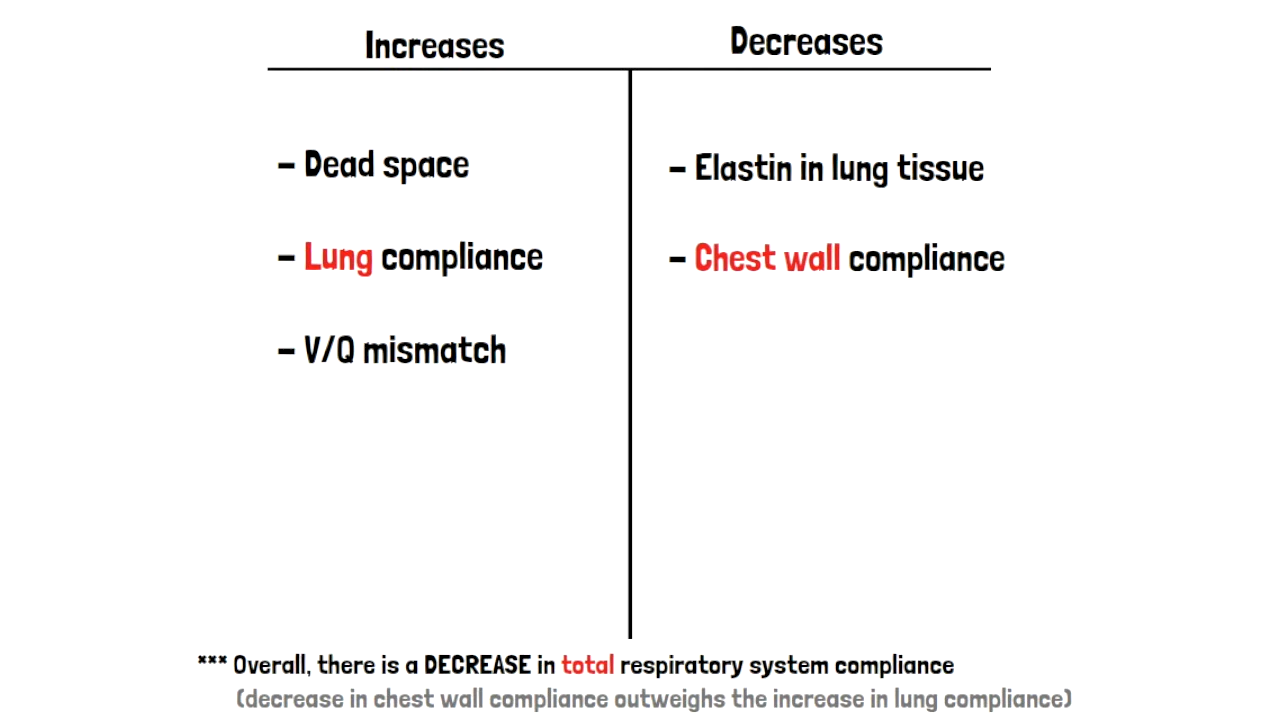 Increases
Decreases
– Dead space
– Elastin in lung tissue
– Lung compliance
– Chest wall compliance
– V/Q mismatch
*** Overall, there is a DECREASE in total respiratory system compliance
(decrease in chest wall compliance outweighs the increase in lung compliance)